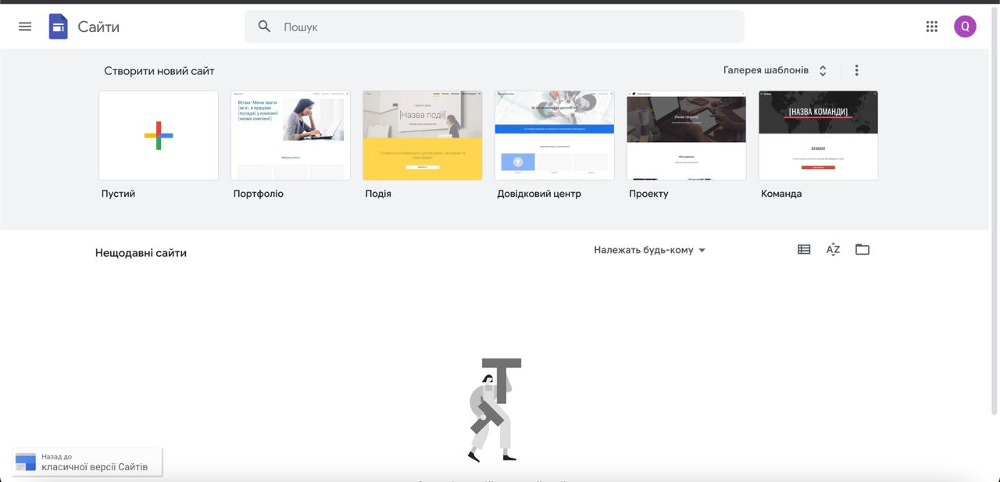 Сайти
Пошук
Q
Створити новий сайт
Галерея шаблонів
Вітаю! Мене звати
[ім'я], я працюю
[посада] у компанії
[назва компанії]
[Назва події]
[Назва проекту]
[НАЗВА КОМАНДИ]
ВІТАЄМО!
Пустий
Портфоліо
Подія
Довідковий центр
Проекту
Команда
Нещодавні сайти
Належать будь-кому
AZ
T
Назад до
класичної версії Сайтів